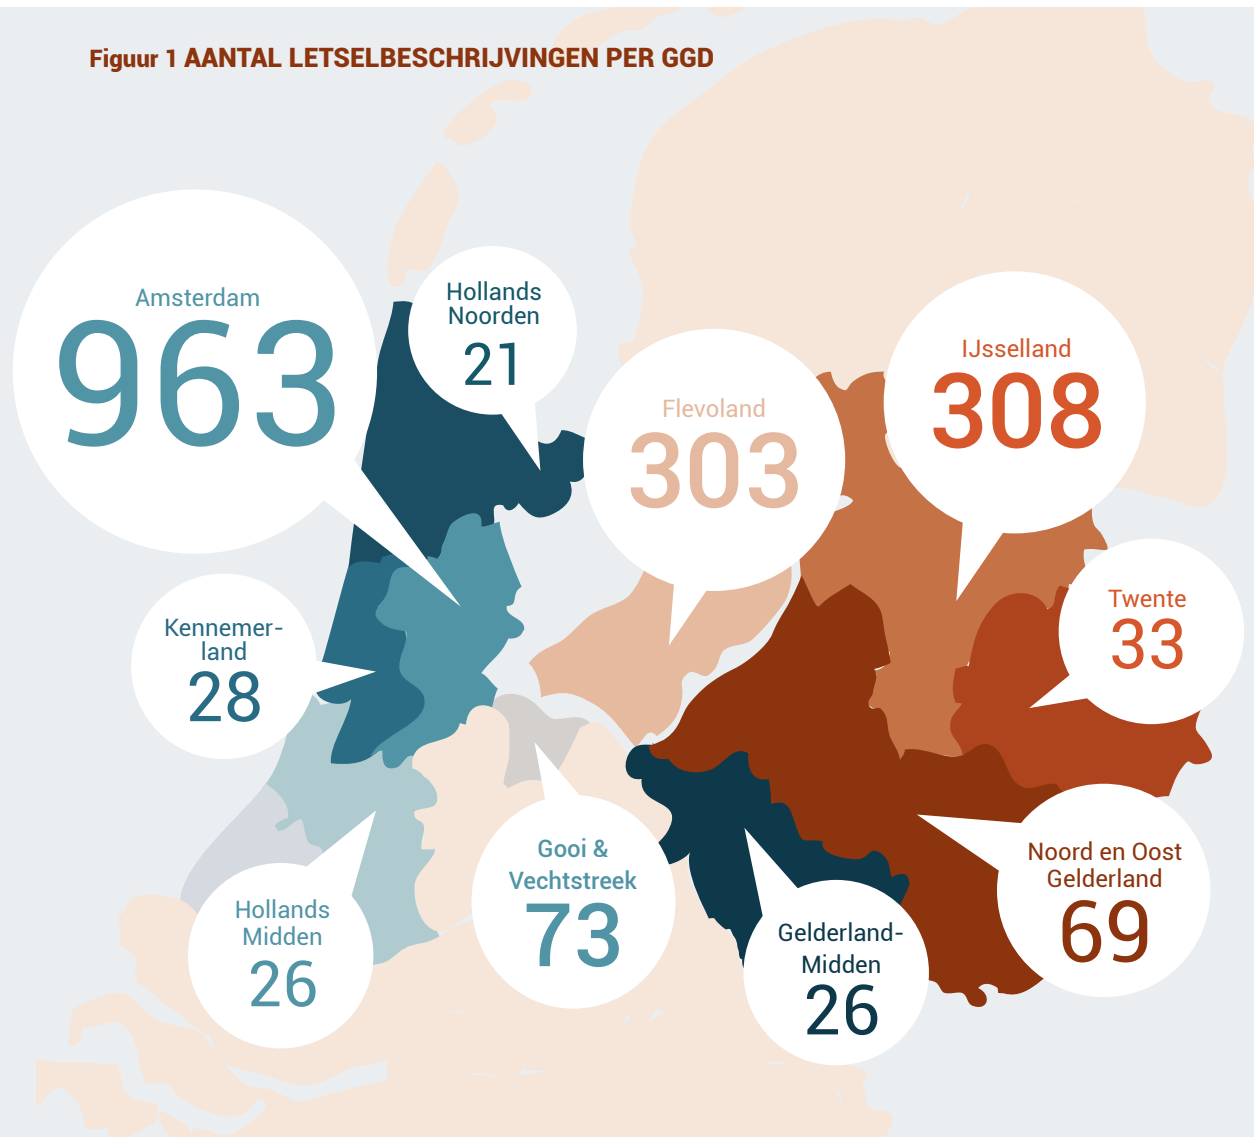 Figuur 1 AANTAL LETSELBESCHRIJVINGEN PER GGD
Amsterdam
963
Hollands
Noorden
21
Flevoland
303
IJsselland
308
Kennemer-
land
28
Twente
33
Hollands
Midden
26
Gooi &
Vechtstreek
73
Gelderland-
Midden
26
Noord en Oost
Gelderland
69